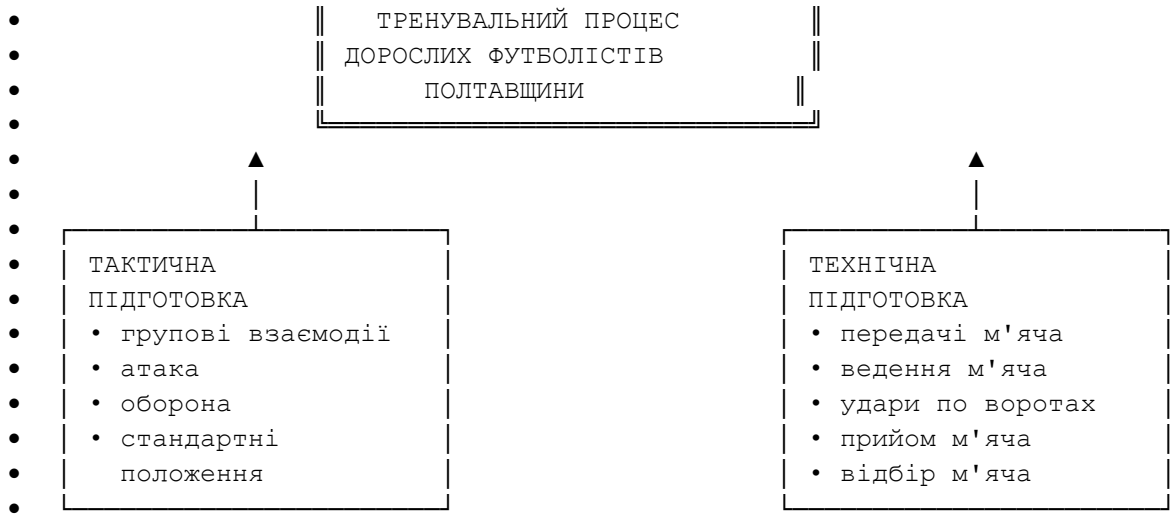 ТРЕНУВАЛЬНИЙ ПРОЦЕС
ДОРОСЛИХ ФУТБОЛІСТІВ
ПОЛТАВЩИНИ
ТАКТИЧНА
ПІДГОТОВКА
• групові взаємодії
• атака
• оборона
• стандартні
положення
ТЕХНІЧНА
ПІДГОТОВКА
• передачі м'яча
• ведення м'яча
• удари по воротах
• прийом м'яча
• відбір м'яча